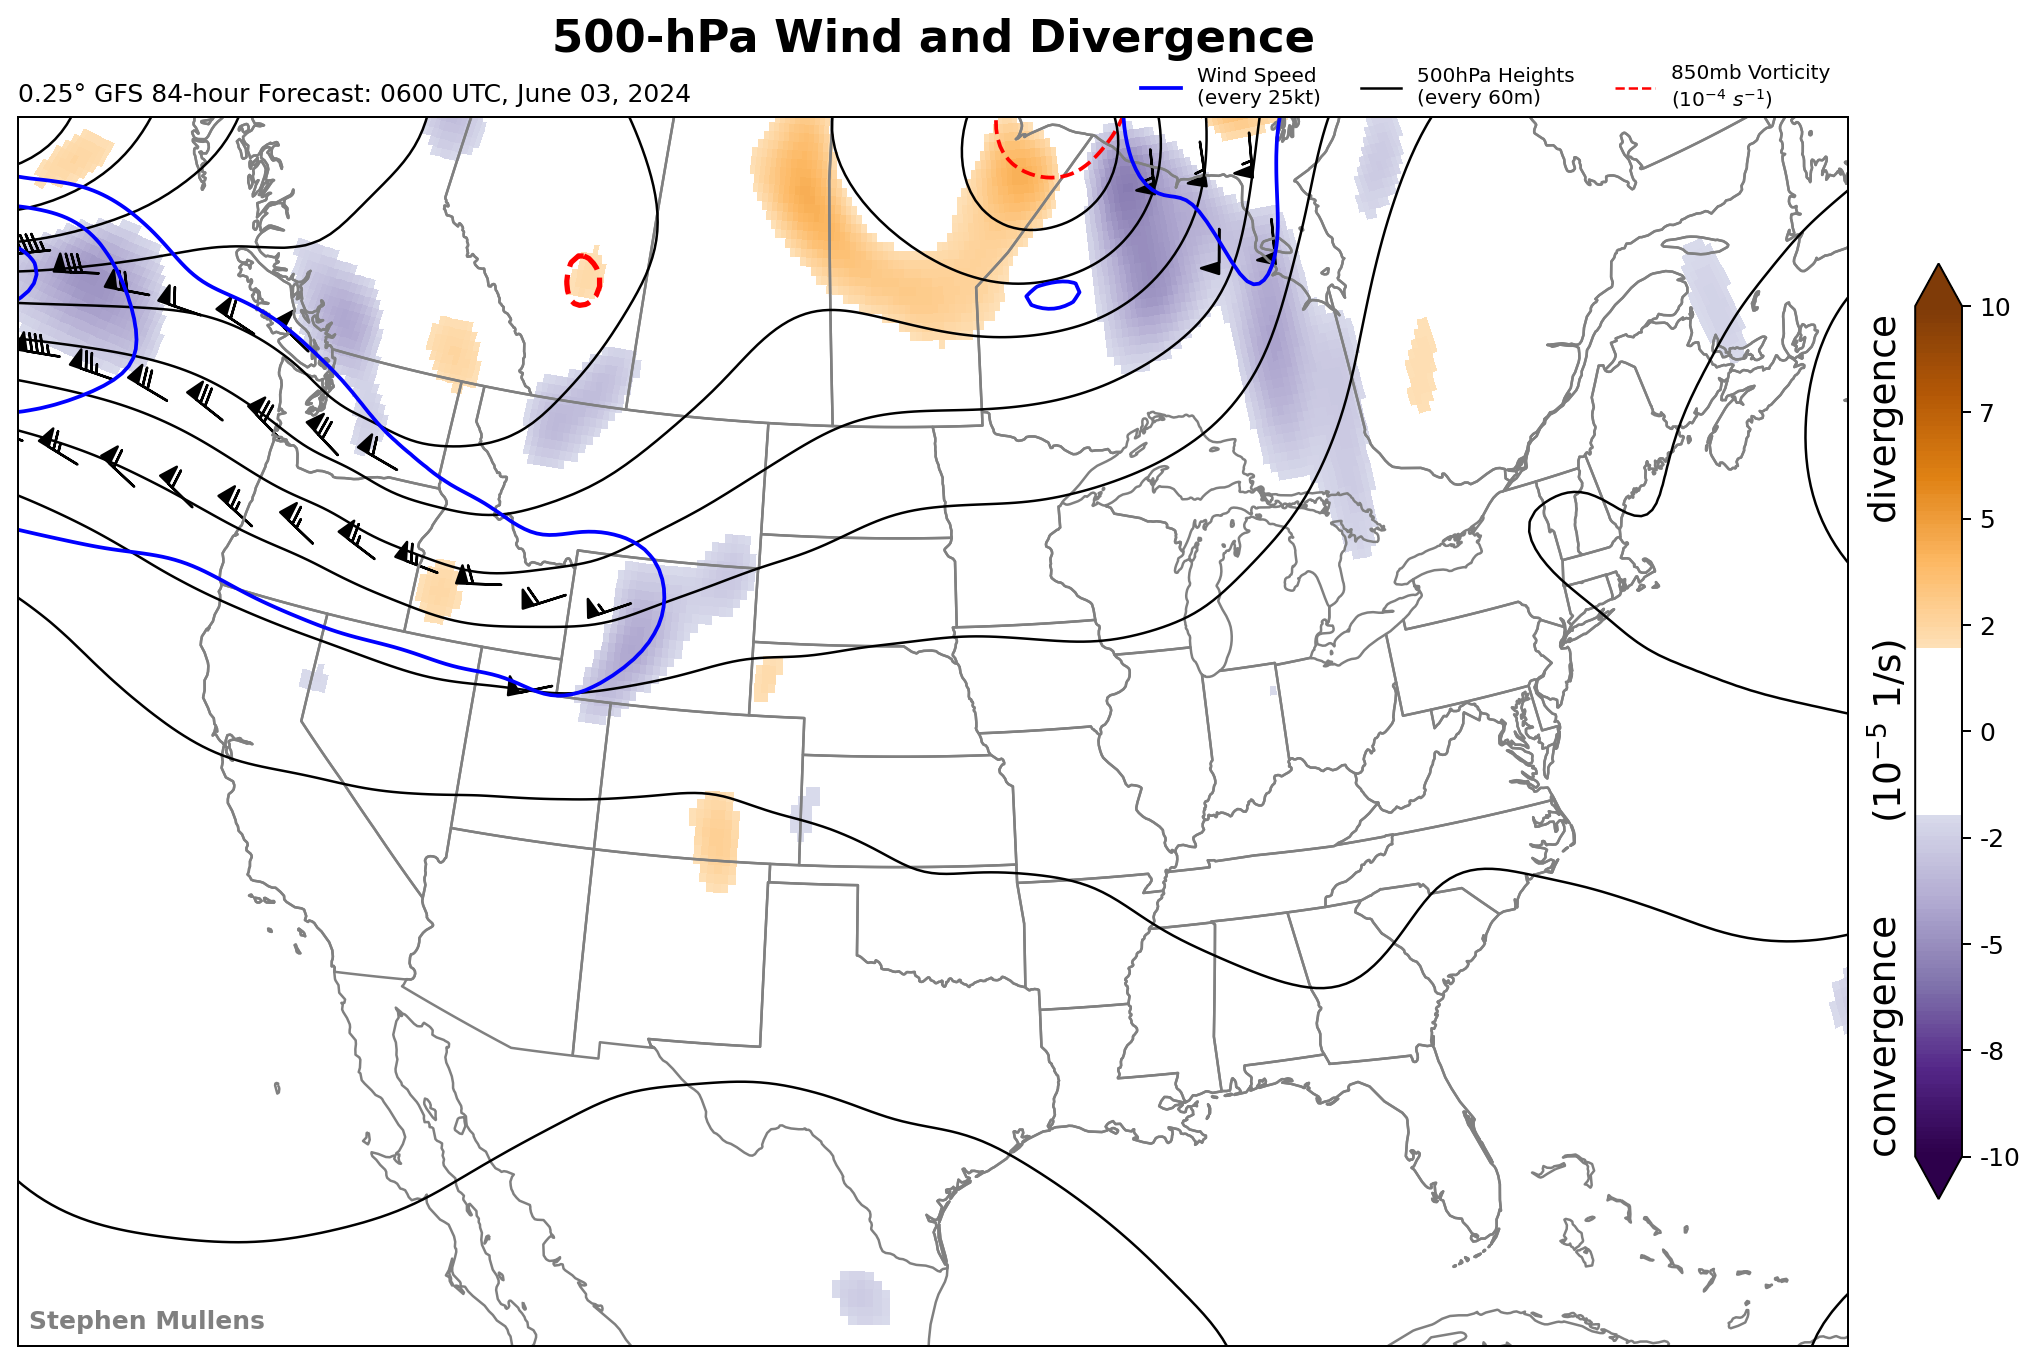 500-hPa Wind and Divergence
0.25° GFS 84-hour Forecast: 0600 UTC, June 03, 2024
Wind Speed
(every 25kt)
500hPa Heights
(every 60m)
850mb Vorticity
(10⁻⁴ s⁻¹)
10
7
5
2
0
-2
-5
-8
-10
convergence (10⁻⁵ 1/s) divergence
Stephen Mullens